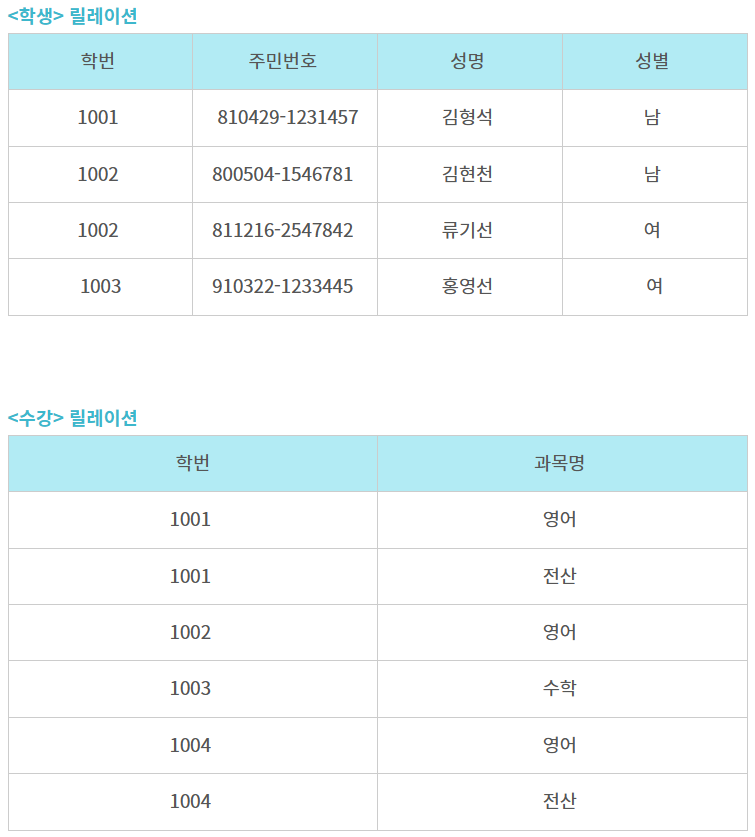 <학생> 릴레이션
학번 주민번호 성명 성별
1001 810429-1231457 김형석 남
1002 800504-1546781 김현천 남
1002 811216-2547842 류기선 여
1003 910322-1233445 홍영선 여
<수강> 릴레이션
학번 과목명
1001 영어
1001 전산
1002 영어
1003 수학
1004 영어
1004 전산